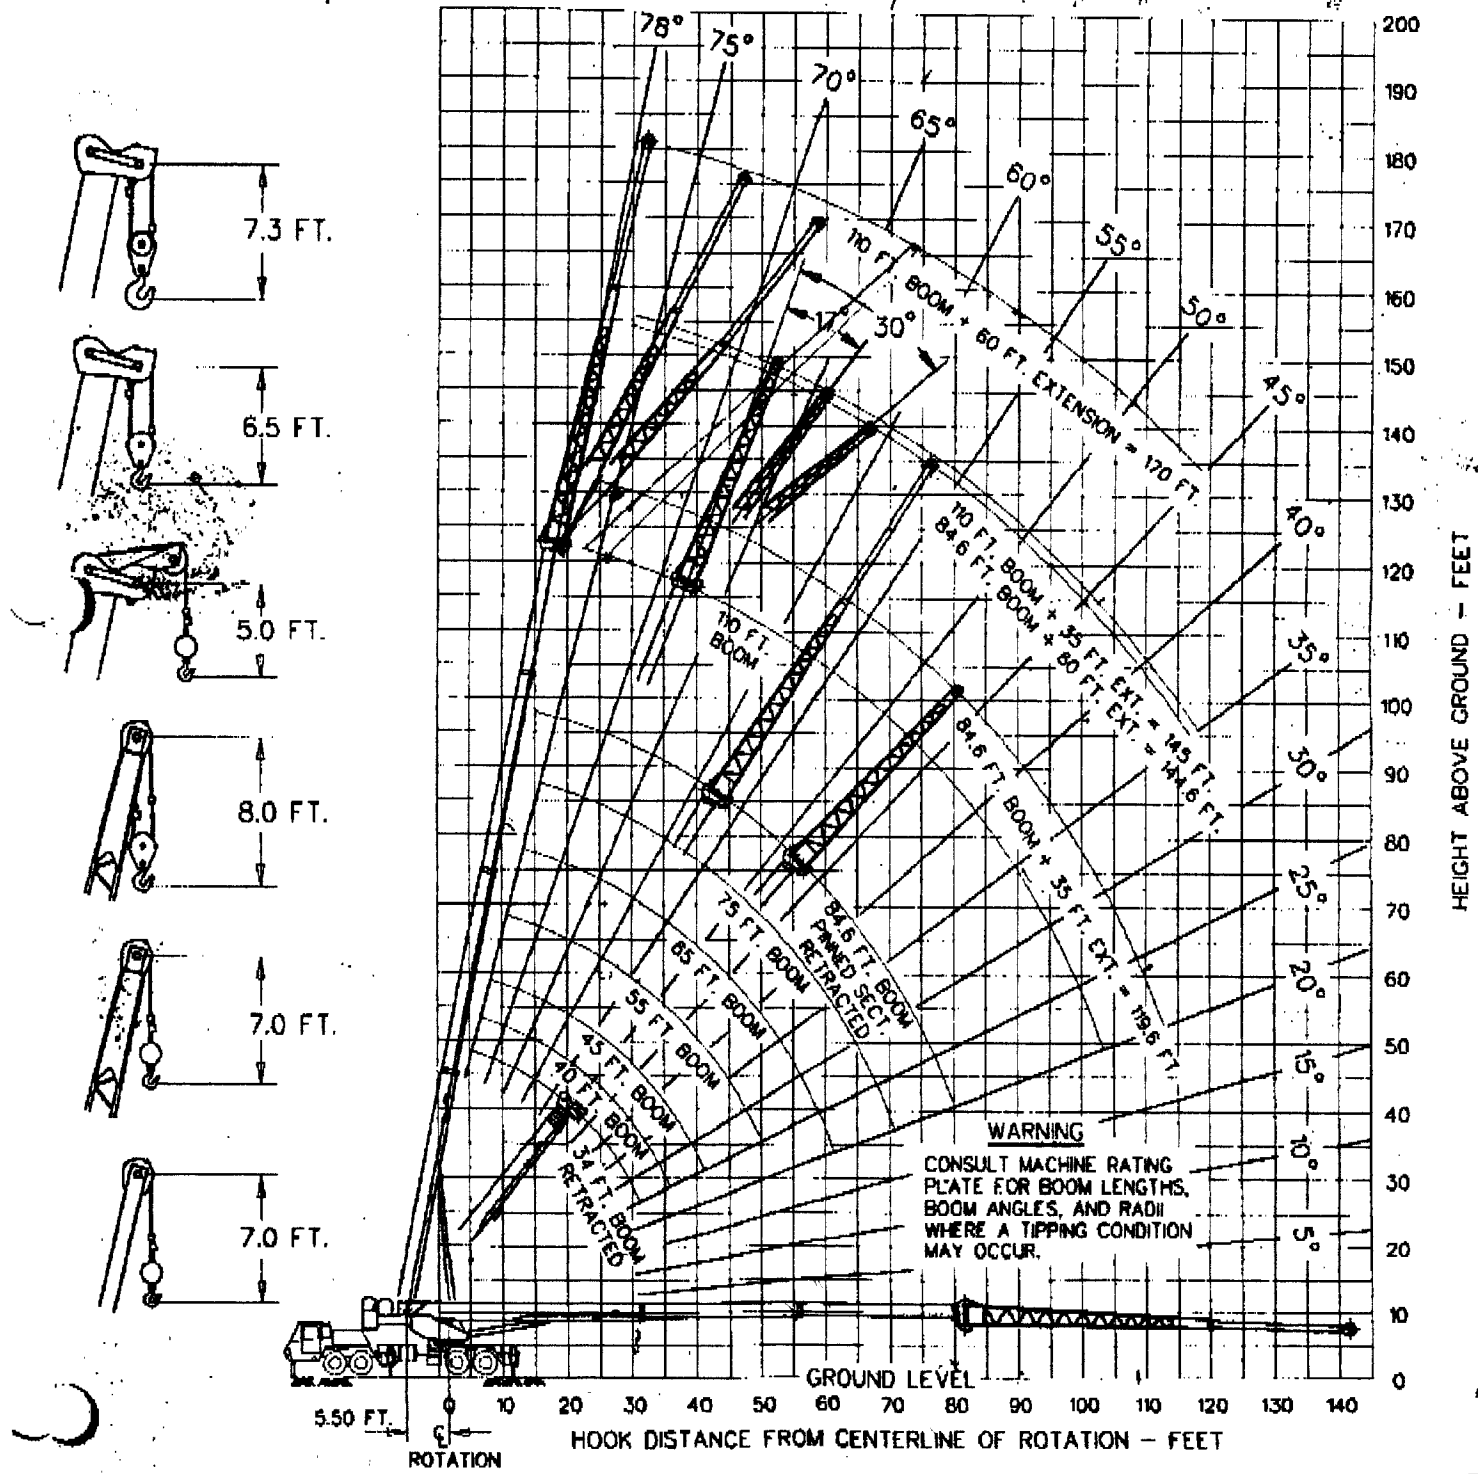 78°
75°
70°
65°
60°
55°
50°
45°
40°
35°
30°
25°
20°
15°
10°
5°
200
190
180
170
160
150
140
130
120
110
100
90
80
70
60
50
40
30
20
10
0
HEIGHT ABOVE GROUND - FEET
7.3 FT.
6.5 FT.
5.0 FT.
8.0 FT.
7.0 FT.
7.0 FT.
17°
30°
110 FT. BOOM + 60 FT. EXTENSION = 170 FT.
110 FT. BOOM + 35 FT. EXT. = 145 FT.
84.6 FT. BOOM + 60 FT. EXT. = 144.6 FT.
110 FT.
BOOM
84.6 FT. BOOM + 35 FT. EXT. = 119.6 FT
84.6 FT. BOOM
PINNED SECT.
RETRACTED
75 FT. BOOM
65 FT. BOOM
55 FT. BOOM
45 FT. BOOM
40 FT. BOOM
34 FT. BOOM
RETRACTED
WARNING
CONSULT MACHINE RATING
PLATE FOR BOOM LENGTHS,
BOOM ANGLES, AND RADII
WHERE A TIPPING CONDITION
MAY OCCUR.
GROUND LEVEL
0 10 20 30 40 50 60 70 80 90 100 110 120 130 140
5.50 FT.
℄
ROTATION
HOOK DISTANCE FROM CENTERLINE OF ROTATION - FEET